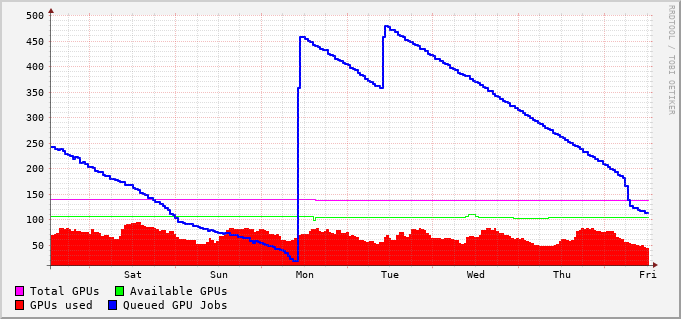 500
450
400
350
300
250
200
150
100
50
Sat Sun Mon Tue Wed Thu Fri
Total GPUs Available GPUs
GPUs used Queued GPU Jobs
RRDTOOL / TOBI OETIKER